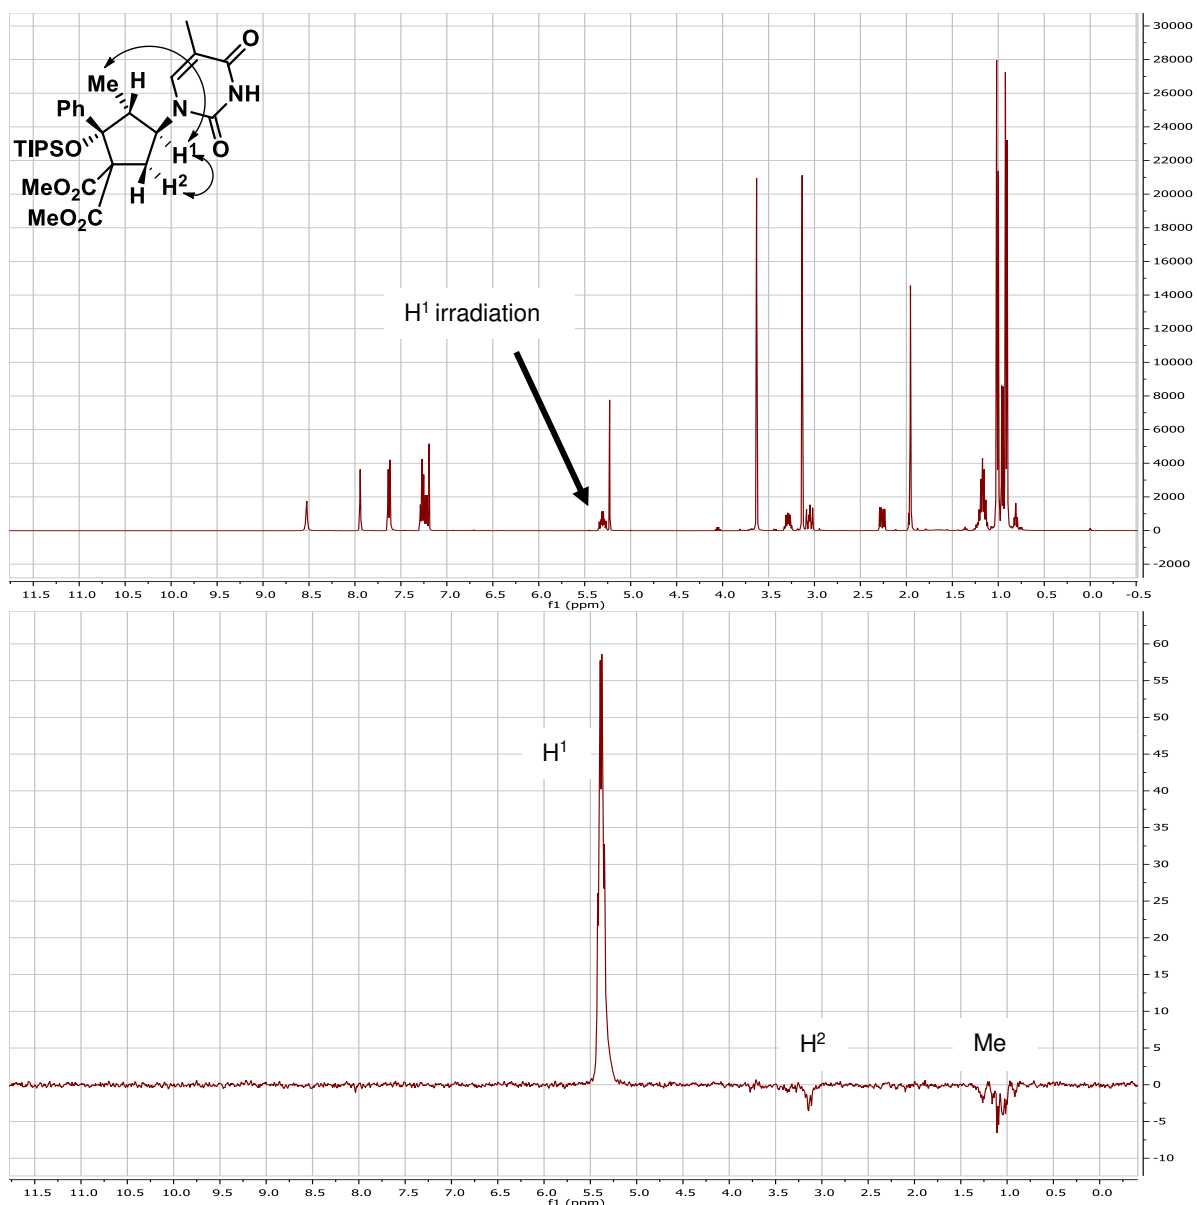 Me
H
O
NH
Ph
N
TIPSO
H¹
O
MeO₂C
H²
MeO₂C
H
H¹ irradiation
30000
28000
26000
24000
22000
20000
18000
16000
14000
12000
10000
8000
6000
4000
2000
0
-2000
11.5 11.0 10.5 10.0 9.5 9.0 8.5 8.0 7.5 7.0 6.5 6.0 5.5 5.0 4.5 4.0 3.5 3.0 2.5 2.0 1.5 1.0 0.5 0.0 -0.5
f1 (ppm)
60
55
50
45
40
35
30
25
20
15
10
5
0
-5
-10
H¹
H²
Me
11.5 11.0 10.5 10.0 9.5 9.0 8.5 8.0 7.5 7.0 6.5 6.0 5.5 5.0 4.5 4.0 3.5 3.0 2.5 2.0 1.5 1.0 0.5 0.0
f1 (ppm)